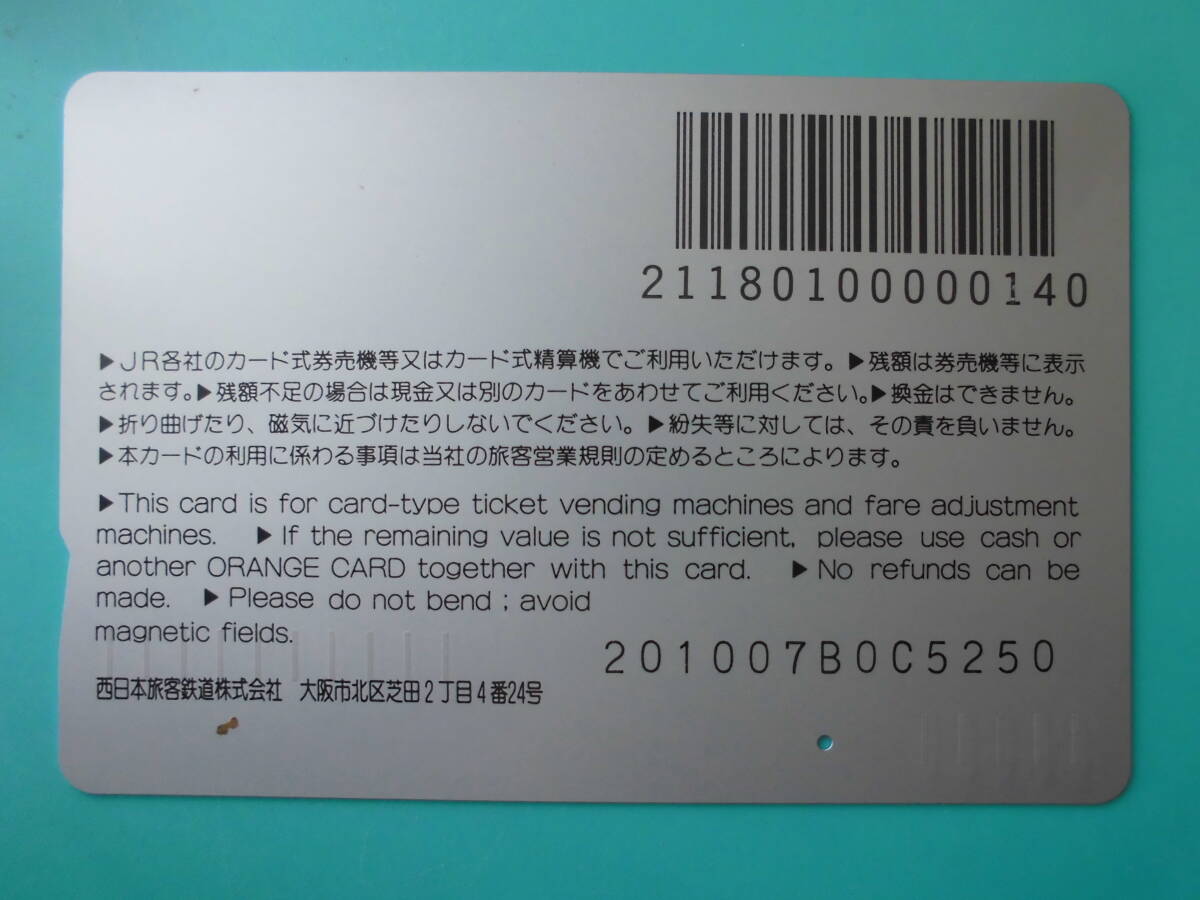 21180100000140
▶JR各社のカード式券売機等又はカード式精算機でご利用いただけます。▶残額は券売機等に表示
されます。▶残額不足の場合は現金又は別のカードをあわせてご利用ください。▶換金はできません。
▶折り曲げたり、磁気に近づけたりしないでください。▶紛失等に対しては、その責を負いません。
▶本カードの利用に係わる事項は当社の旅客営業規則の定めるところによります。
▶This card is for card-type ticket vending machines and fare adjustment
machines. ▶If the remaining value is not sufficient, please use cash or
another ORANGE CARD together with this card. ▶No refunds can be
made. ▶Please do not bend ; avoid
magnetic fields.
201007B0C5250
西日本旅客鉄道株式会社 大阪市北区芝田2丁目4番24号